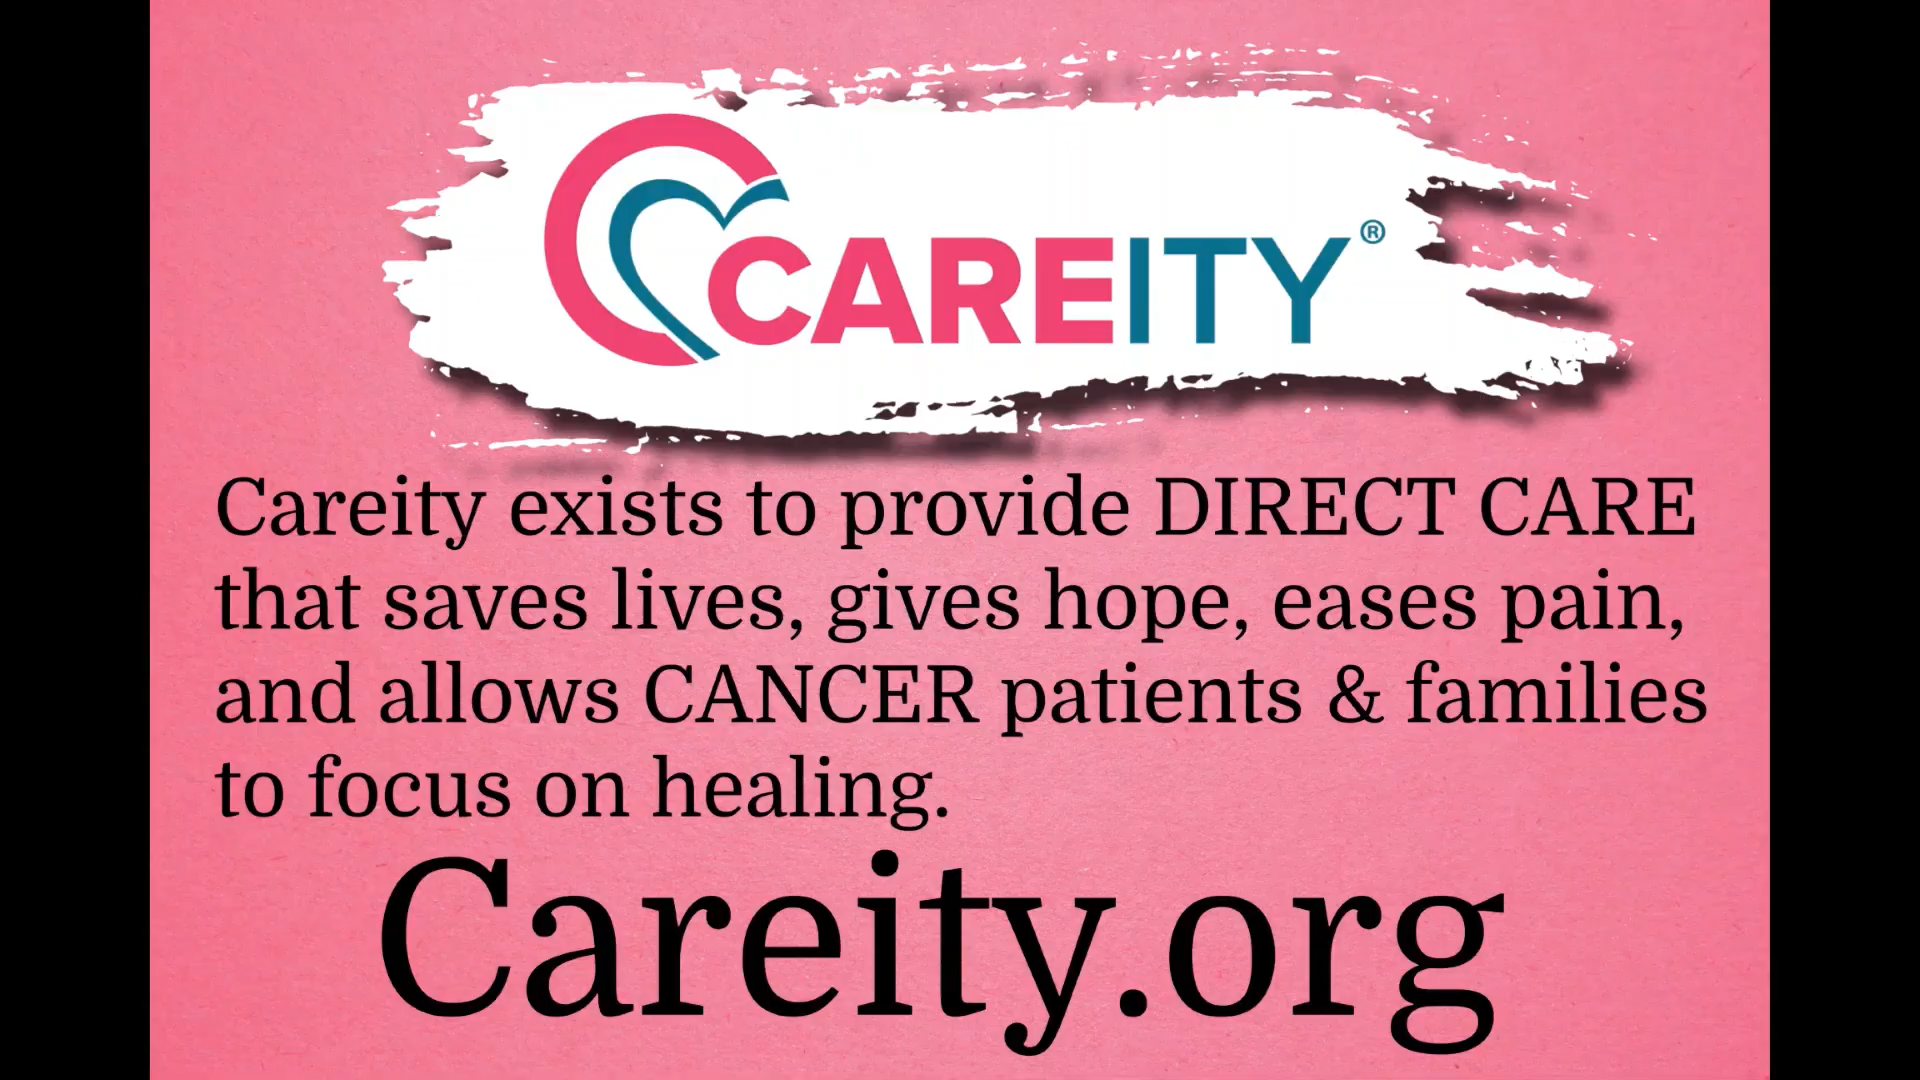 CAREITY®
Careity exists to provide DIRECT CARE
that saves lives, gives hope, eases pain,
and allows CANCER patients & families
to focus on healing.
Careity.org